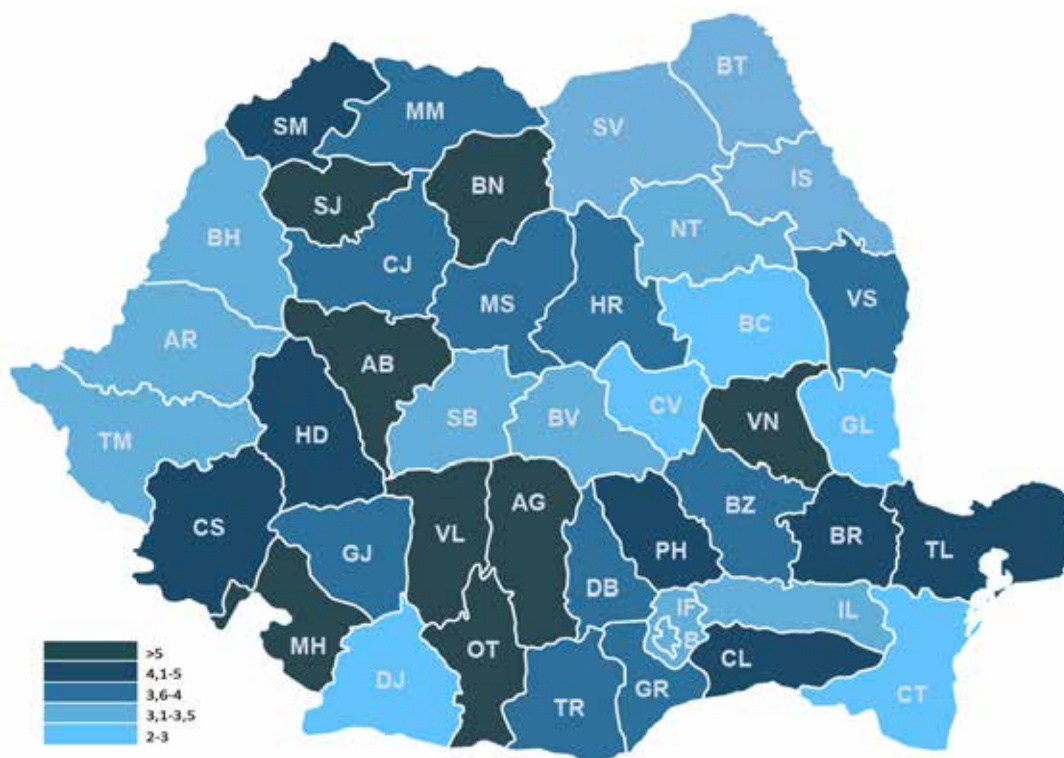 BT
SM
MM
SV
IS
BN
SJ
NT
BH
CJ
MS
HR
VS
BC
AR
AB
CV
SB
BV
VN
GL
TM
HD
AG
BZ
CS
VL
BR
TL
GJ
PH
DB
IF
IL
B
MH
OT
CL
DJ
GR
CT
TR
>5
4,1-5
3,6-4
3,1-3,5
2-3